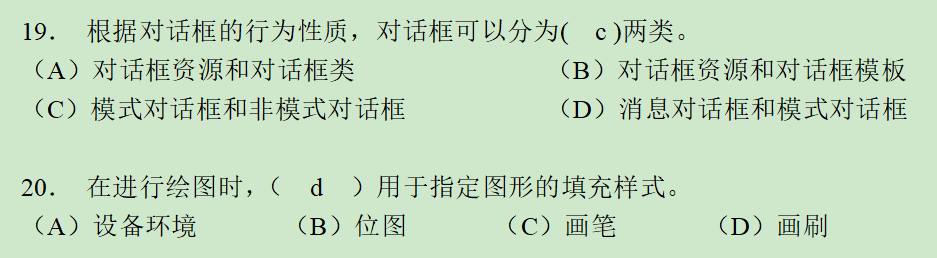 19． 根据对话框的行为性质，对话框可以分为( c )两类。
（A）对话框资源和对话框类 （B）对话框资源和对话框模板
（C）模式对话框和非模式对话框 （D）消息对话框和模式对话框
20． 在进行绘图时，（ d ）用于指定图形的填充样式。
（A）设备环境 （B）位图 （C）画笔 （D）画刷